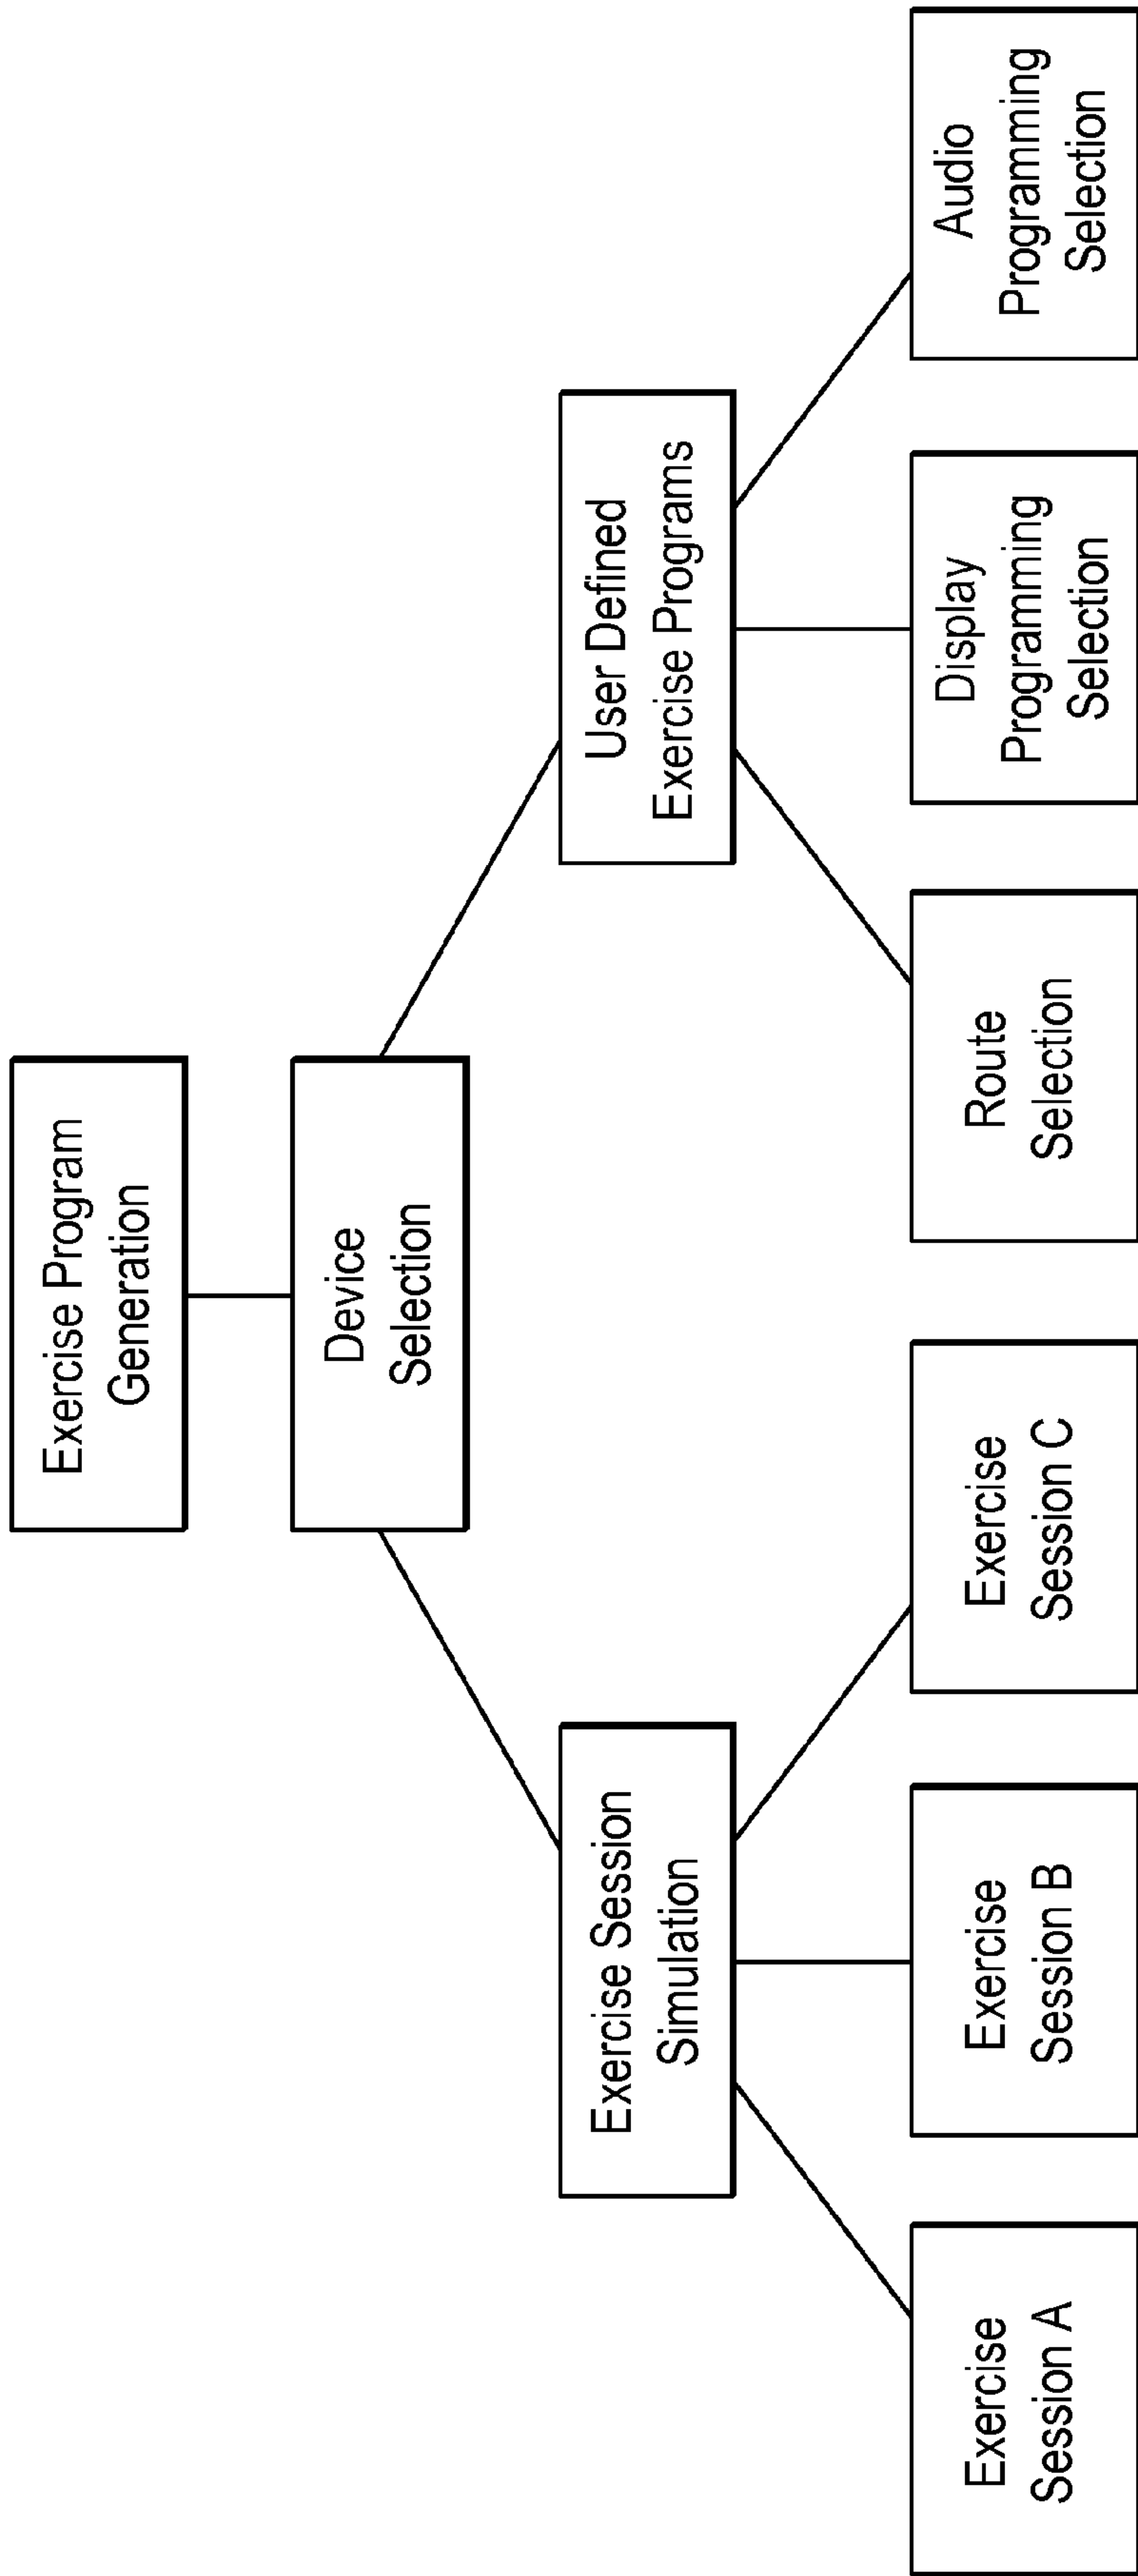 Exercise Program
Generation
Device
Selection
Exercise Session
Simulation
User Defined
Exercise Programs
Exercise
Session A
Exercise
Session B
Exercise
Session C
Route
Selection
Display
Programming
Selection
Audio
Programming
Selection